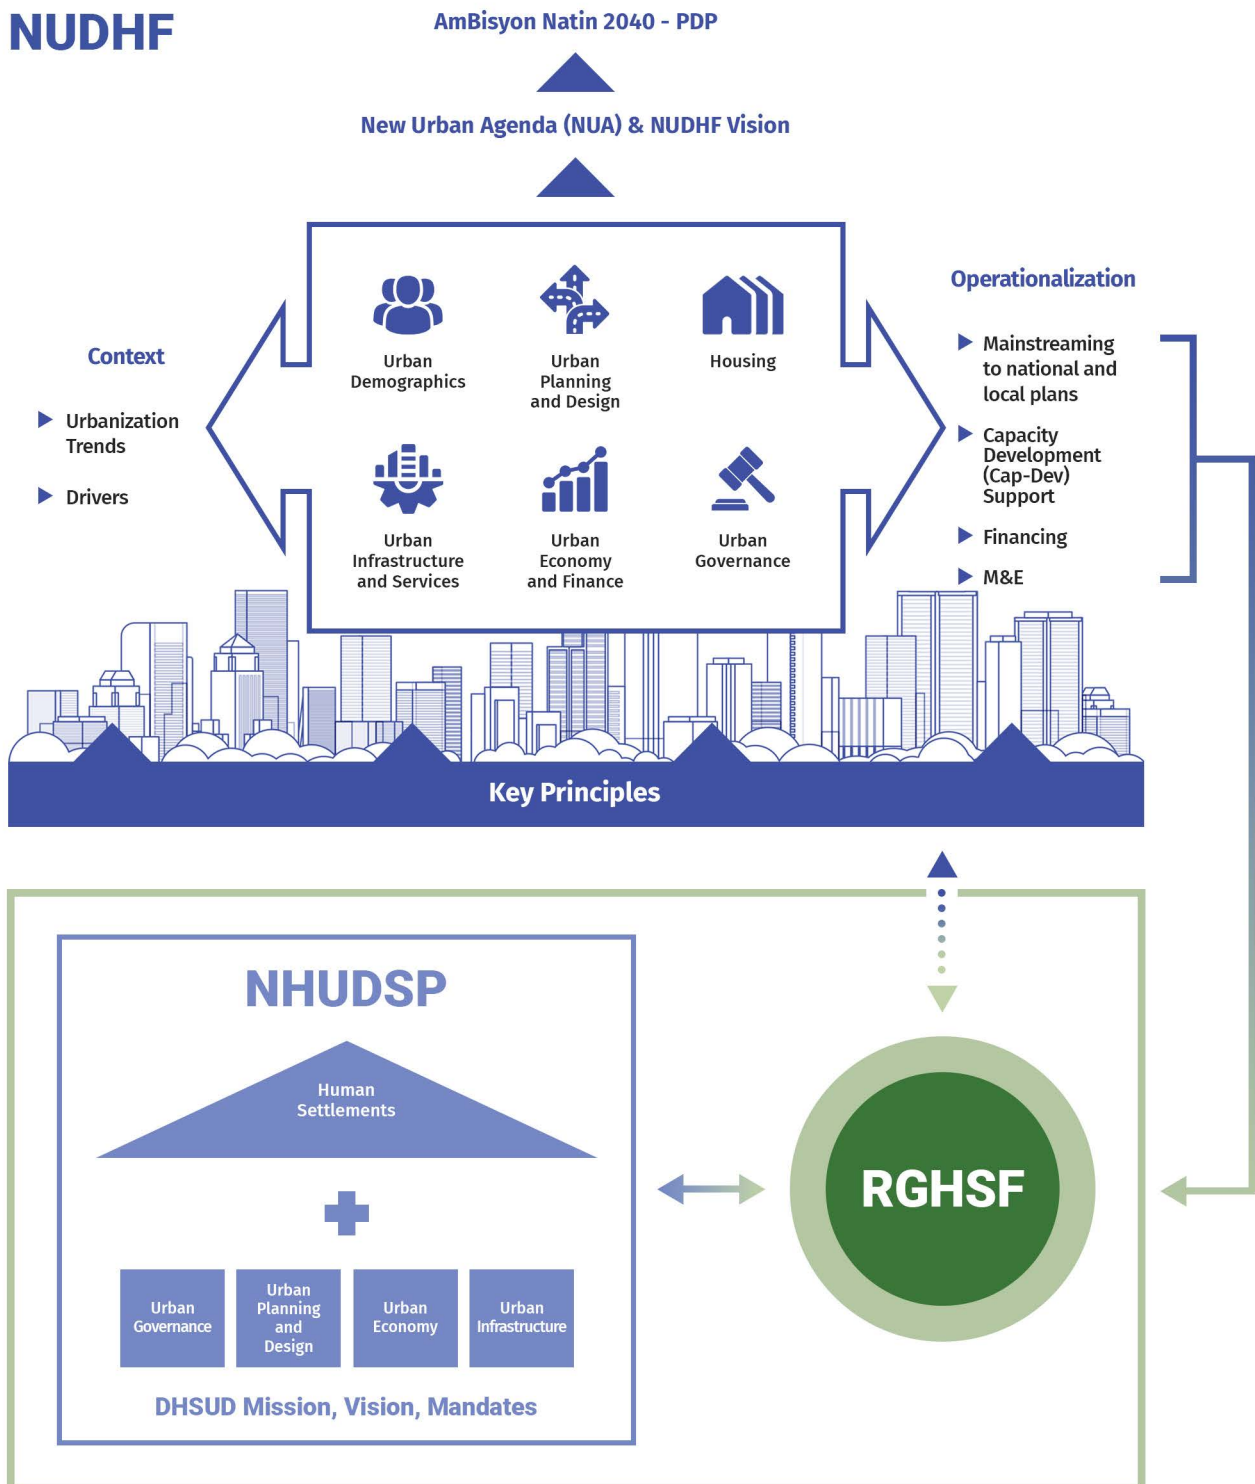 NUDHF
AmBisyon Natin 2040 - PDP
New Urban Agenda (NUA) & NUDHF Vision
Context
Urbanization
Trends
Drivers
Urban
Demographics
Urban
Planning
and Design
Housing
Urban
Infrastructure
and Services
Urban
Economy
and Finance
Urban
Governance
Operationalization
Mainstreaming
to national and
local plans
Capacity
Development
(Cap-Dev)
Support
Financing
M&E
Key Principles
NHUDSP
Human
Settlements
Urban
Governance
Urban
Planning
and
Design
Urban
Economy
Urban
Infrastructure
DHSUD Mission, Vision, Mandates
RGHSF